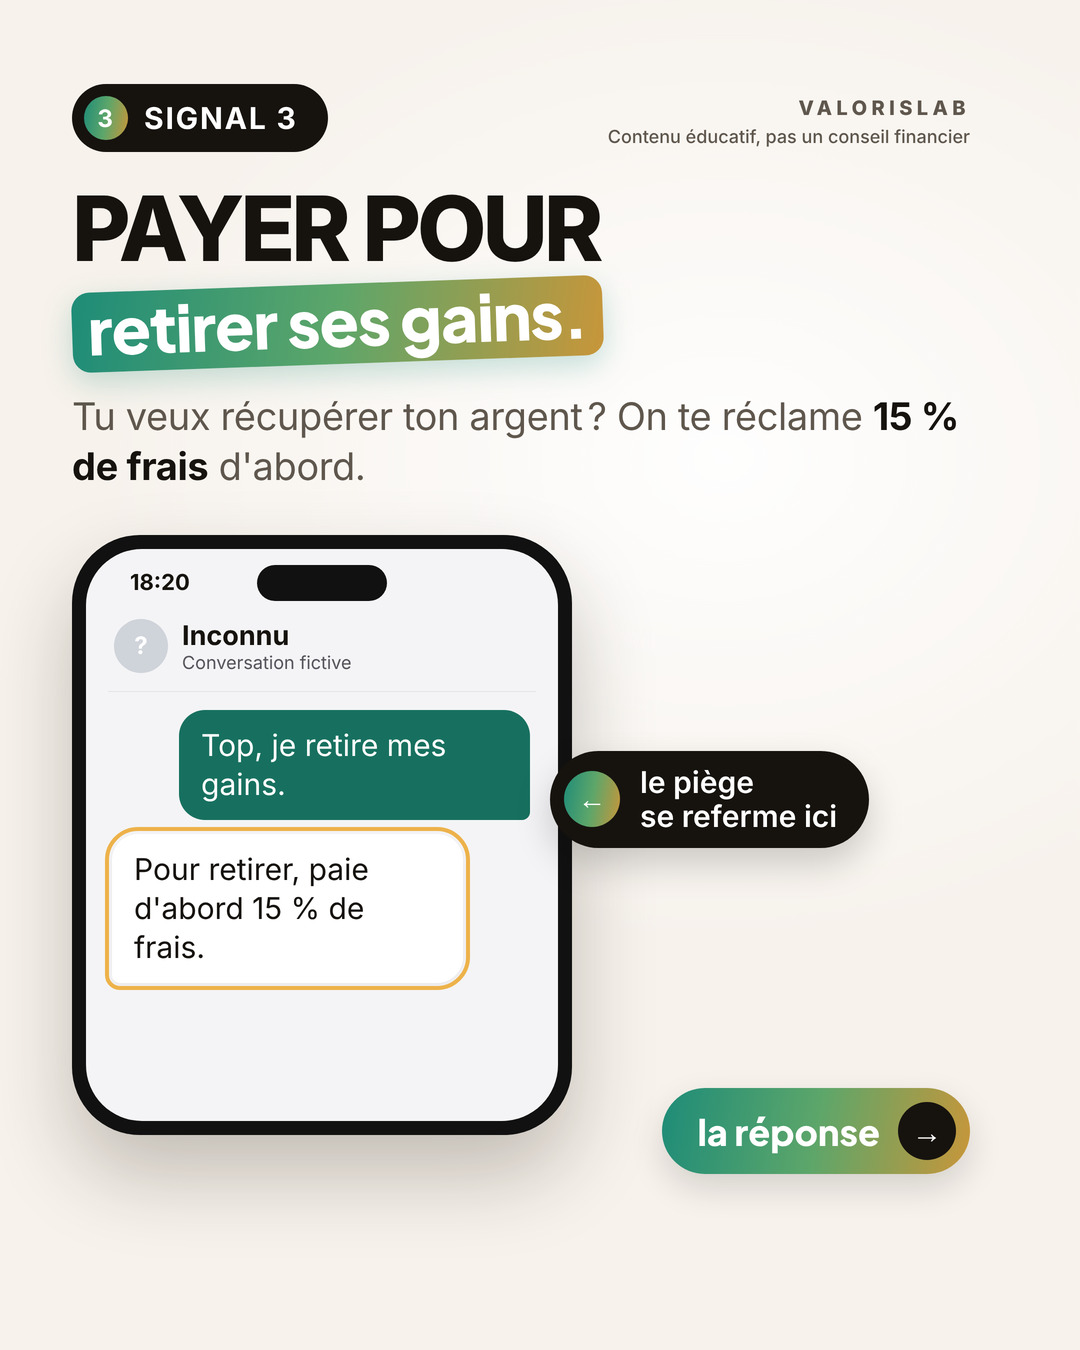 3 SIGNAL 3
VALORISLAB
Contenu éducatif, pas un conseil financier
PAYER POUR
retirer ses gains.
Tu veux récupérer ton argent ? On te réclame 15 %
de frais d'abord.
18:20
?
Inconnu
Conversation fictive
Top, je retire mes
gains.
← le piège
se referme ici
Pour retirer, paie
d'abord 15 % de
frais.
la réponse →